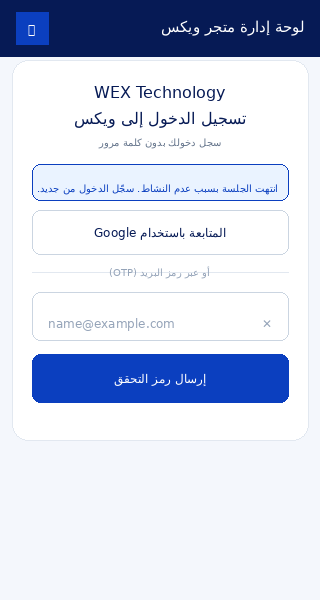 لوحة إدارة متجر ويكس
WEX Technology
تسجيل الدخول إلى ويكس
سجل دخولك بدون كلمة مرور
انتهت الجلسة بسبب عدم النشاط. سجّل الدخول من جديد.
المتابعة باستخدام Google
أو عبر رمز البريد (OTP)
name@example.com
إرسال رمز التحقق